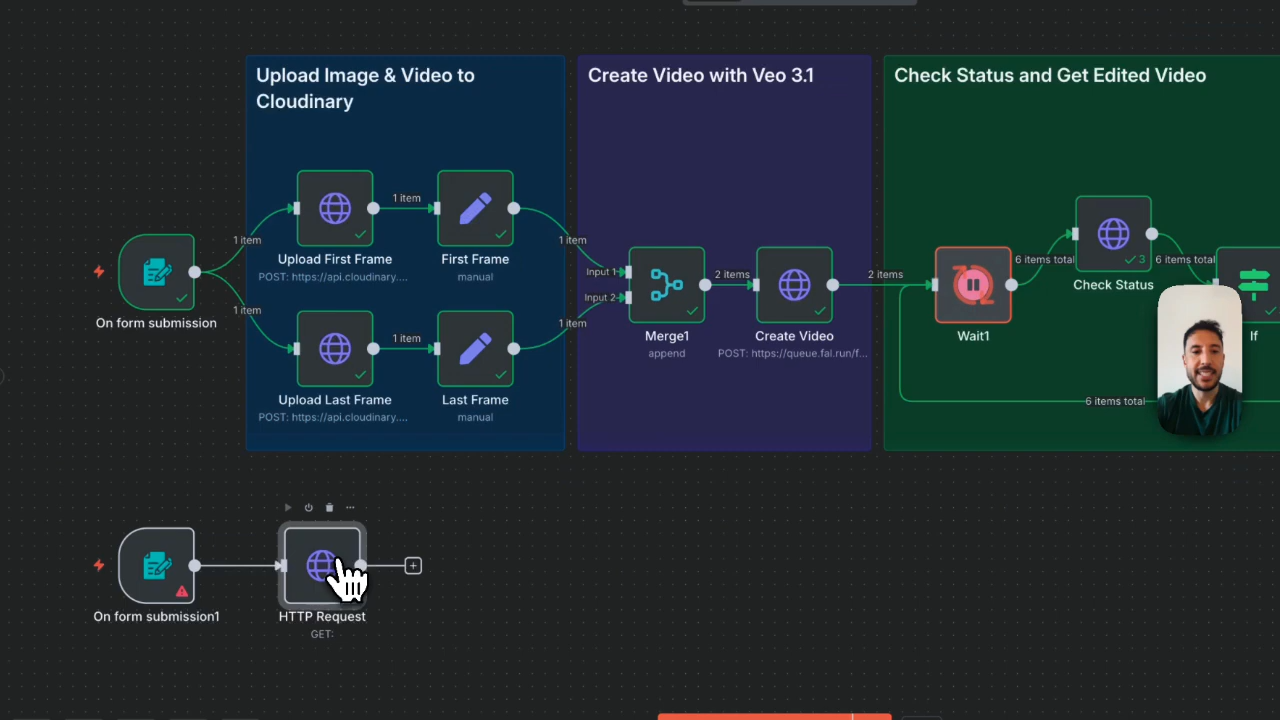 Upload Image & Video to
Cloudinary
Create Video with Veo 3.1
Check Status and Get Edited Video
1 item
1 item
1 item
1 item
1 item
1 item
Upload First Frame
POST: https://api.cloudinary....
First Frame
manual
Upload Last Frame
POST: https://api.cloudinary....
Last Frame
manual
On form submission
Input 1
Input 2
2 items
2 items
Merge1
append
Create Video
POST: https://queue.fal.run/f...
6 items total
6 items total
3
Wait1
Check Status
If
6 items total
On form submission1
HTTP Request
GET: